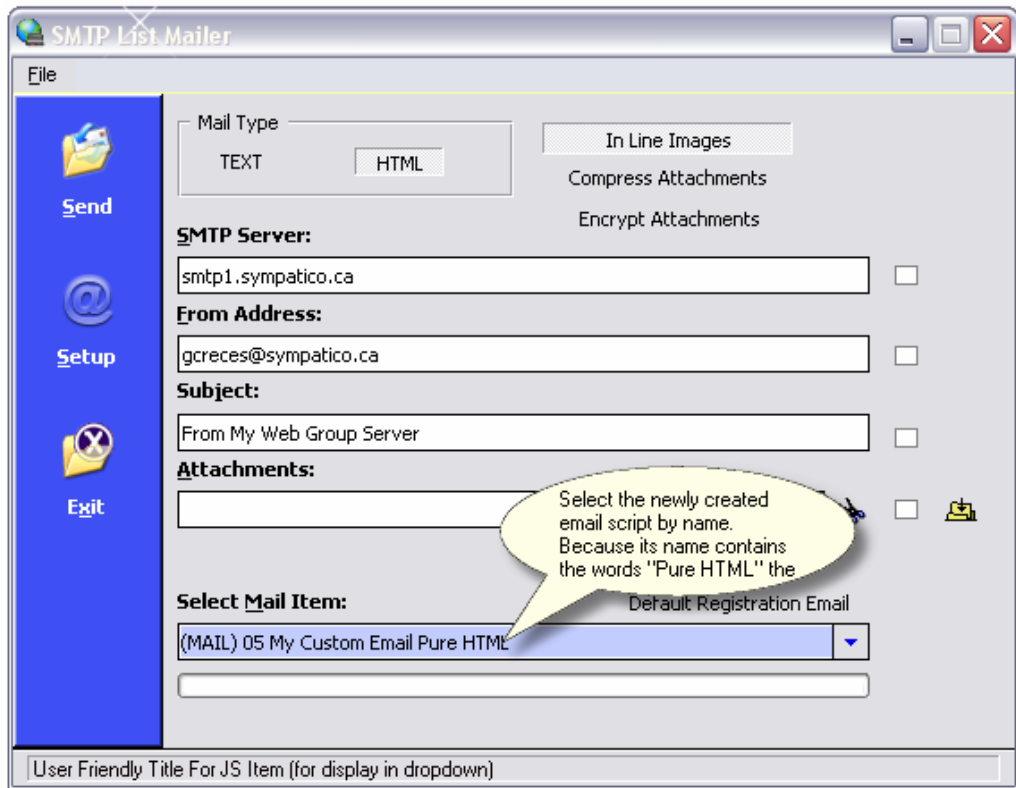 SMTP List Mailer
File
Mail Type
TEXT HTML
In Line Images
Compress Attachments
Encrypt Attachments
Send
SMTP Server:
smtp1.sympatico.ca
From Address:
Setup
gcreces@sympatico.ca
Subject:
From My Web Group Server
Attachments:
Exit
Select the newly created
email script by name.
Because its name contains
the words "Pure HTML" the
Select Mail Item:
Default Registration Email
(MAIL) 05 My Custom Email Pure HTML
User Friendly Title For JS Item (for display in dropdown)